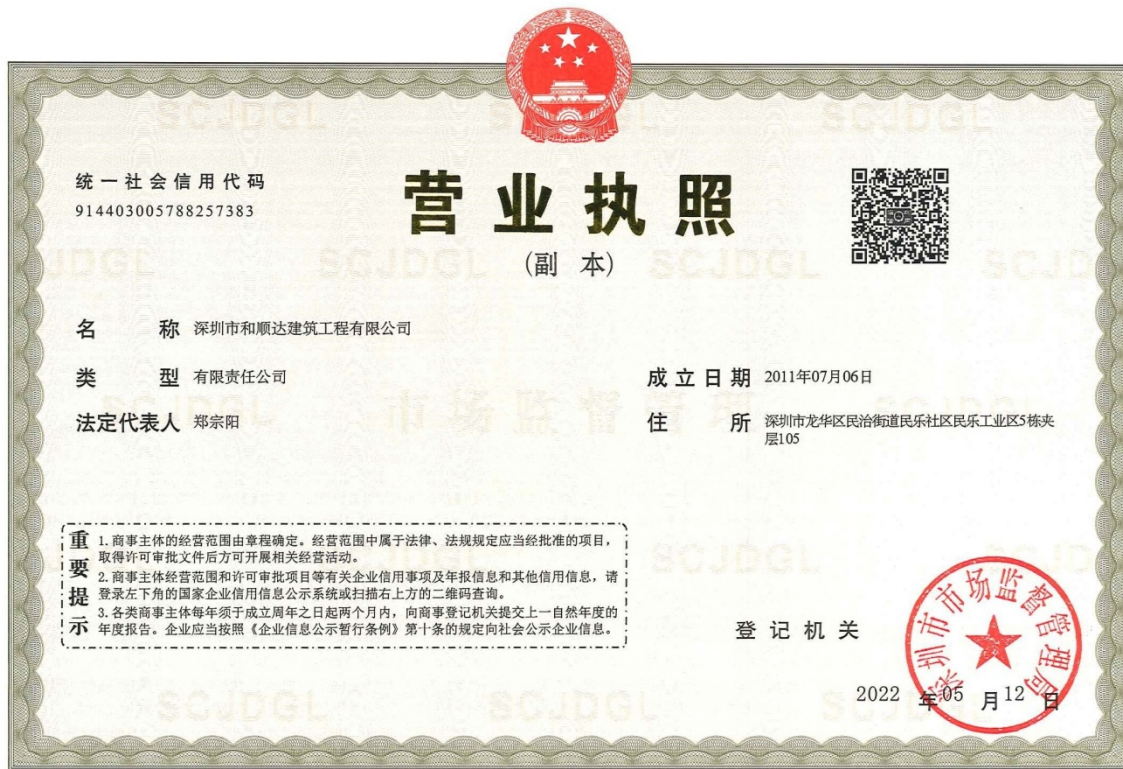 统一社会信用代码
914403005788257383
营业执照
(副 本)
名 称 深圳市和顺达建筑工程有限公司
类 型 有限责任公司
成立日期 2011年07月06日
法定代表人 郑宗阳
住 所 深圳市龙华区民治街道民乐社区民乐工业区5栋夹
层105
重要提示
1. 商事主体的经营范围由章程确定。经营范围中属于法律、法规规定应当经批准的项目,
取得许可审批文件后方可开展相关经营活动。
2. 商事主体经营范围和许可审批项目等有关企业信用事项及年报信息和其他信用信息,请
登录左下角的国家企业信用信息公示系统或扫描右上方的二维码查询。
3. 各类商事主体每年须于成立周年之日起两个月内,向商事登记机关提交上一自然年度的
年度报告。企业应当按照《企业信息公示暂行条例》第十条的规定向社会公示企业信息。
登记机关
深圳市市场监督管理局
2022 年 05 月 12 日
SCJDGL
市场监督管理